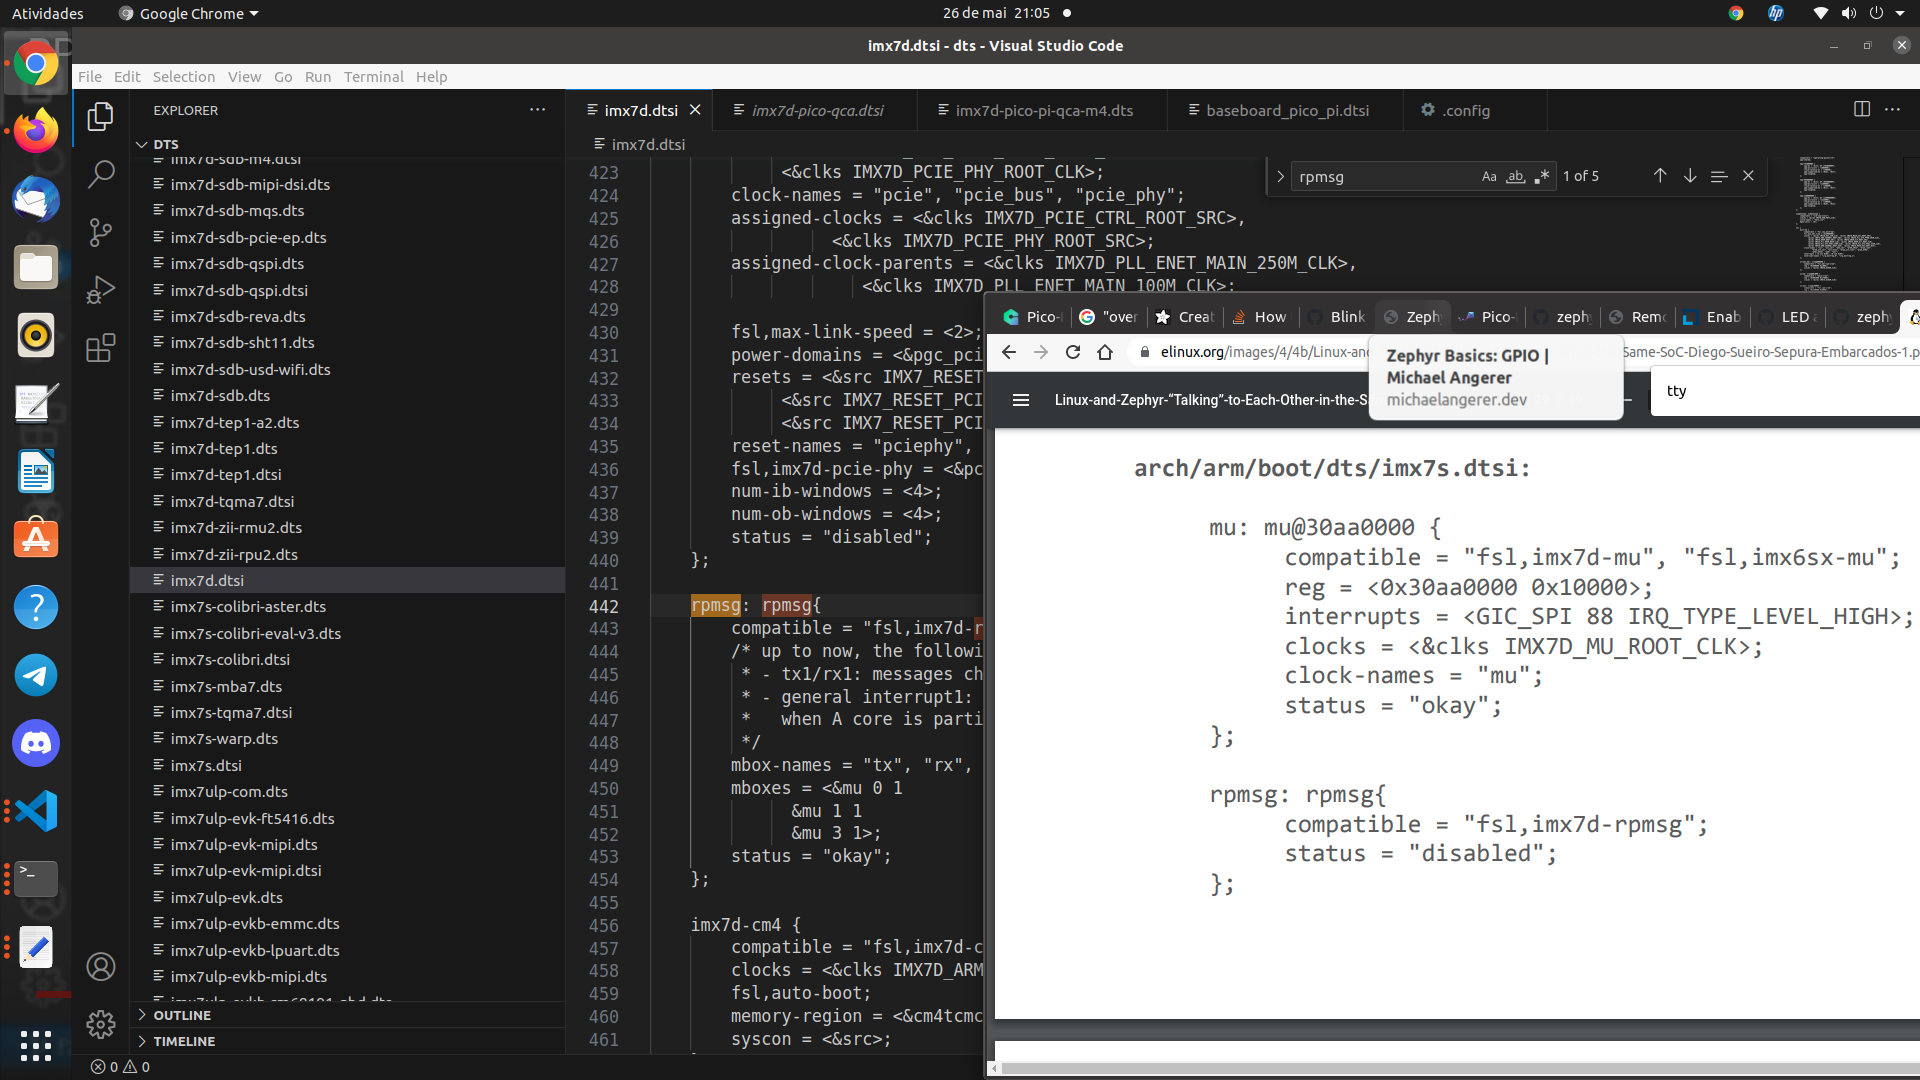 Atividades
Google Chrome
26 de mai 21:05
imx7d.dtsi - dts - Visual Studio Code
File Edit Selection View Go Run Terminal Help
EXPLORER
DTS
imx7d-sdb-m4.dtsi
imx7d-sdb-mipi-dsi.dts
imx7d-sdb-mqs.dts
imx7d-sdb-pcie-ep.dts
imx7d-sdb-qspi.dts
imx7d-sdb-qspi.dtsi
imx7d-sdb-reva.dts
imx7d-sdb-sht11.dts
imx7d-sdb-usd-wifi.dts
imx7d-sdb.dts
imx7d-tep1-a2.dts
imx7d-tep1.dts
imx7d-tep1.dtsi
imx7d-tqma7.dtsi
imx7d-zii-rmu2.dts
imx7d-zii-rpu2.dts
imx7d.dtsi
imx7s-colibri-aster.dts
imx7s-colibri-eval-v3.dts
imx7s-colibri.dtsi
imx7s-mba7.dts
imx7s-tqma7.dtsi
imx7s-warp.dts
imx7s.dtsi
imx7ulp-com.dts
imx7ulp-evk-ft5416.dts
imx7ulp-evk-mipi.dts
imx7ulp-evk-mipi.dtsi
imx7ulp-evk.dts
imx7ulp-evkb-emmc.dts
imx7ulp-evkb-lpuart.dts
imx7ulp-evkb-mipi.dts
OUTLINE
TIMELINE
0 0
imx7d.dtsi
imx7d-pico-qca.dtsi
imx7d-pico-pi-qca-m4.dts
baseboard_pico_pi.dtsi
.config
imx7d.dtsi
rpmsg
Aa ab
1 of 5
423 <&clks IMX7D_PCIE_PHY_ROOT_CLK>;
424 clock-names = "pcie", "pcie_bus", "pcie_phy";
425 assigned-clocks = <&clks IMX7D_PCIE_CTRL_ROOT_SRC>,
426 <&clks IMX7D_PCIE_PHY_ROOT_SRC>;
427 assigned-clock-parents = <&clks IMX7D_PLL_ENET_MAIN_250M_CLK>,
428 <&clks IMX7D_PLL_ENET_MAIN_100M_CLK>;
429
430 fsl,max-link-speed = <2>;
431 power-domains = <&pgc_pci
432 resets = <&src IMX7_RESET
433 <&src IMX7_RESET_PCI
434 <&src IMX7_RESET_PCI
435 reset-names = "pciephy",
436 fsl,imx7d-pcie-phy = <&pc
437 num-ib-windows = <4>;
438 num-ob-windows = <4>;
439 status = "disabled";
440 };
441
442 rpmsg: rpmsg{
443 compatible = "fsl,imx7d-r
444 /* up to now, the followi
445 * - tx1/rx1: messages ch
446 * - general interrupt1:
447 * when A core is parti
448 */
449 mbox-names = "tx", "rx",
450 mboxes = <&mu 0 1
451 &mu 1 1
452 &mu 3 1>;
453 status = "okay";
454 };
455
456 imx7d-cm4 {
457 compatible = "fsl,imx7d-c
458 clocks = <&clks IMX7D_ARM
459 fsl,auto-boot;
460 memory-region = <&cm4tcmc
461 syscon = <&src>;
Pico-
"over
Creat
How
Blink
Zeph
Pico-
zeph
Remo
Enab
LED
zeph
elinux.org/images/4/4b/Linux-an
Same-SoC-Diego-Sueiro-Sepura-Embarcados-1.p
Zephyr Basics: GPIO |
Michael Angerer
michaelangerer.dev
Linux-and-Zephyr-“Talking”-to-Each-Other-in-the-S
tty
arch/arm/boot/dts/imx7s.dtsi:
mu: mu@30aa0000 {
compatible = "fsl,imx7d-mu", "fsl,imx6sx-mu";
reg = <0x30aa0000 0x10000>;
interrupts = <GIC_SPI 88 IRQ_TYPE_LEVEL_HIGH>;
clocks = <&clks IMX7D_MU_ROOT_CLK>;
clock-names = "mu";
status = "okay";
};
rpmsg: rpmsg{
compatible = "fsl,imx7d-rpmsg";
status = "disabled";
};